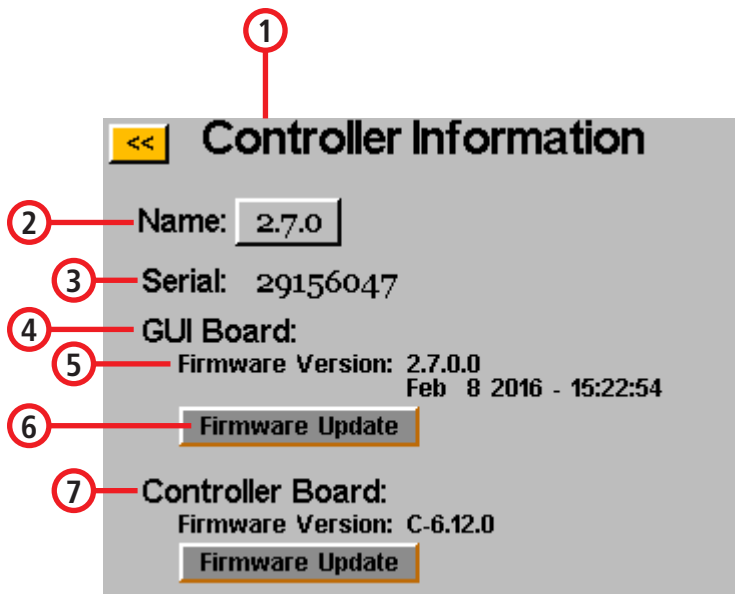 1
<< Controller Information
2 Name: 2.7.0
3 Serial: 29156047
4 GUI Board:
5 Firmware Version: 2.7.0.0
Feb 8 2016 - 15:22:54
6 Firmware Update
7 Controller Board:
Firmware Version: C-6.12.0
Firmware Update